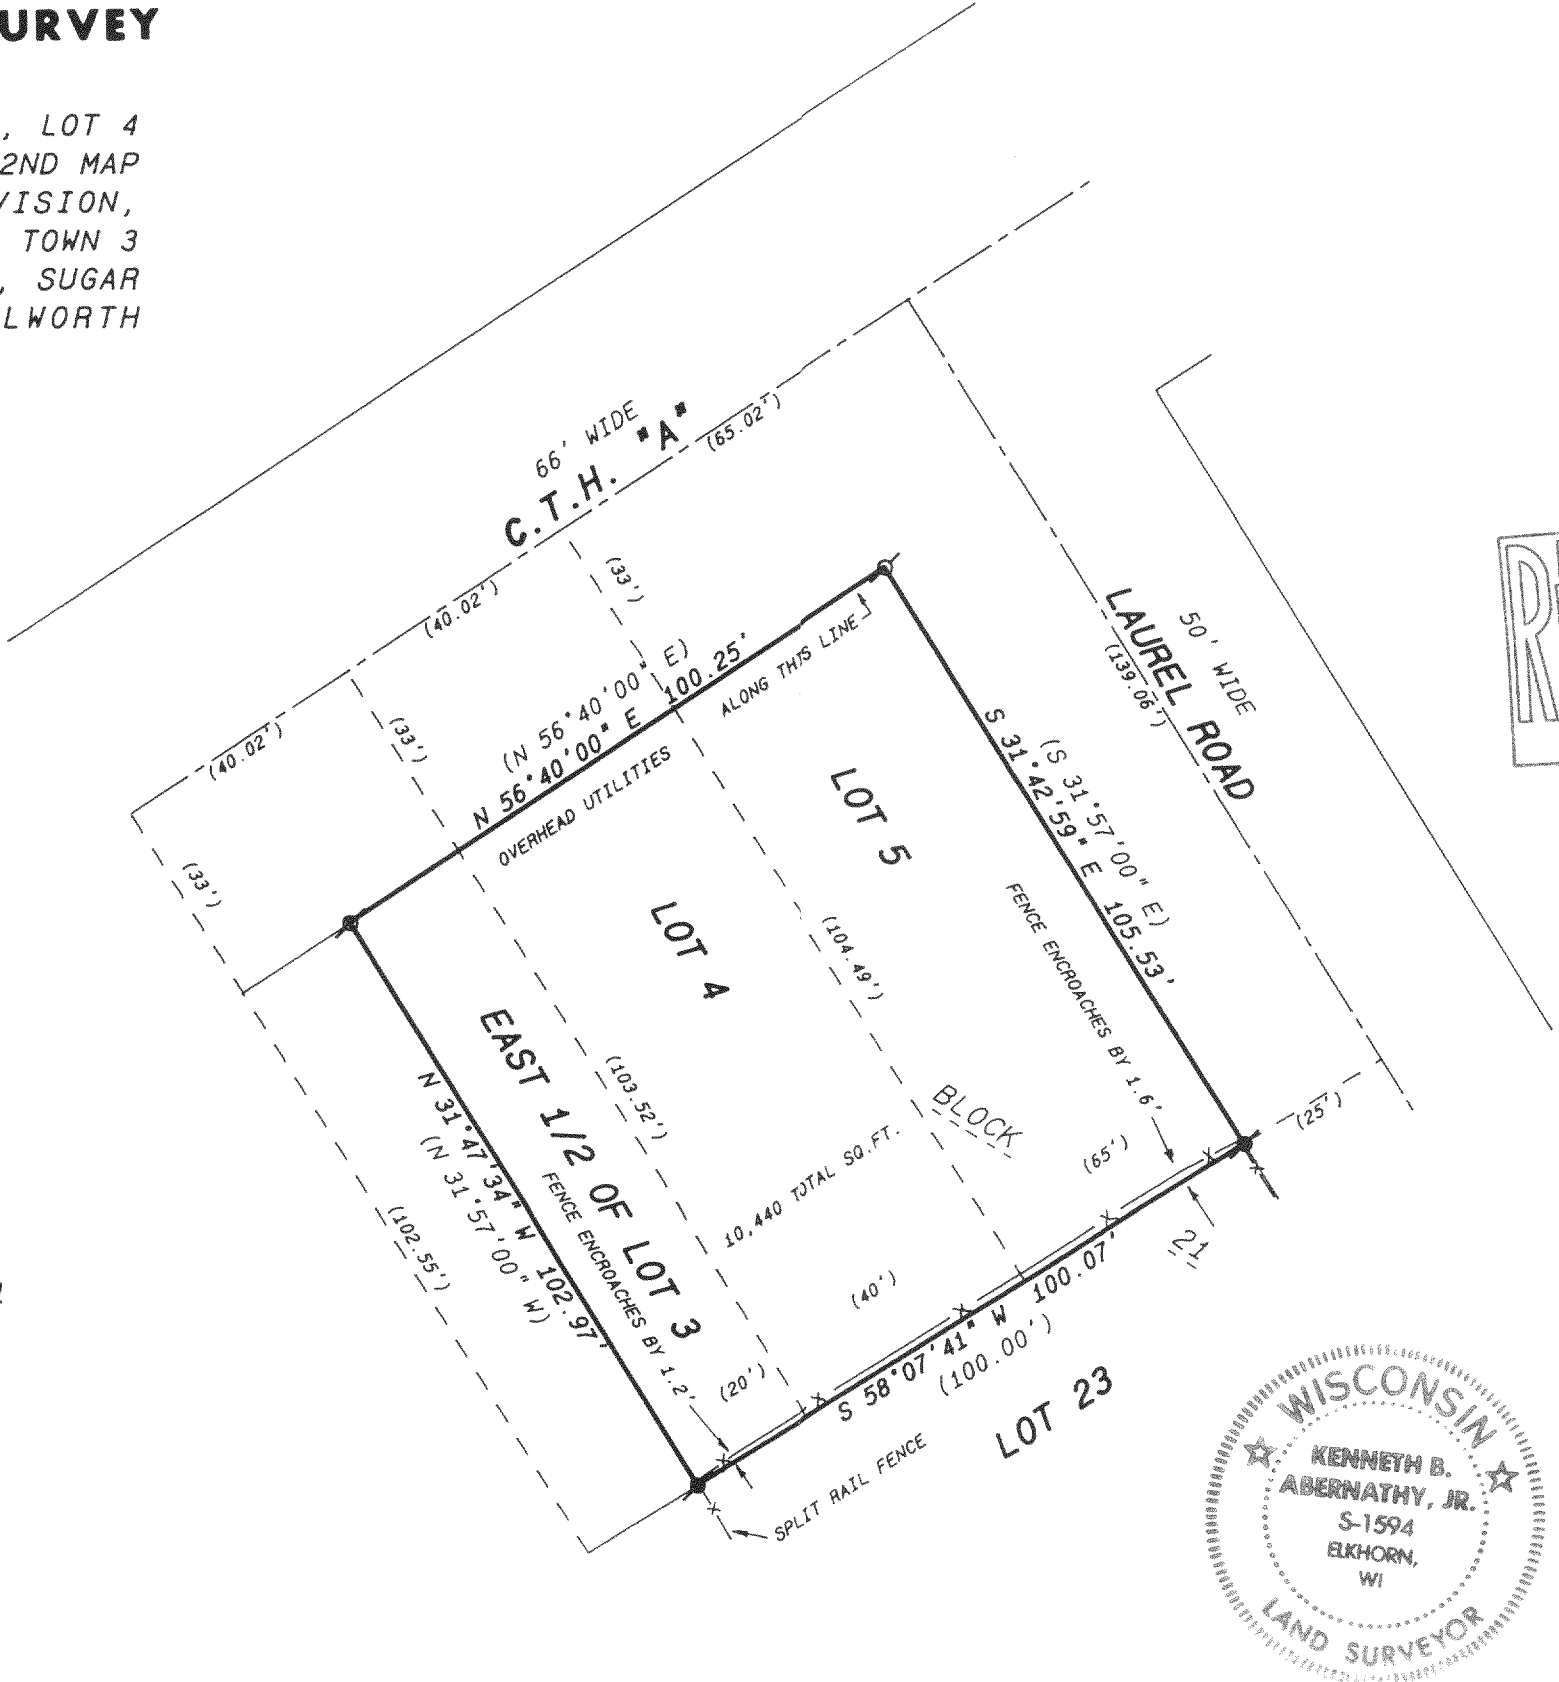 URVEY
, LOT 4
2ND MAP
VISION,
TOWN 3
, SUGAR
LWORTH
66' WIDE
C.T.H. "A"
(65.02')
(40.02')
(40.02')
(33')
(33')
(33')
(N 56°40'00" E)
N 56°40'00" E 100.25'
OVERHEAD UTILITIES
ALONG THIS LINE
50' WIDE
LAUREL ROAD
(139.06')
LOT 5
LOT 4
EAST 1/2 OF LOT 3
(S 31°57'00" E)
S 31°42'59" E 105.53'
FENCE ENCROACHES BY 1.6'
(104.49')
(103.52')
(102.55')
N 31°47'34" W 102.97'
(N 31°57'00" W)
FENCE ENCROACHES BY 1.2'
10,440 TOTAL SQ.FT.
BLOCK
21
(65')
(40')
(20')
(25')
S 58°07'41" W 100.07'
(100.00')
LOT 23
SPLIT RAIL FENCE
WISCONSIN
KENNETH B.
ABERNATHY, JR.
S-1594
ELKHORN,
WI
LAND SURVEYOR